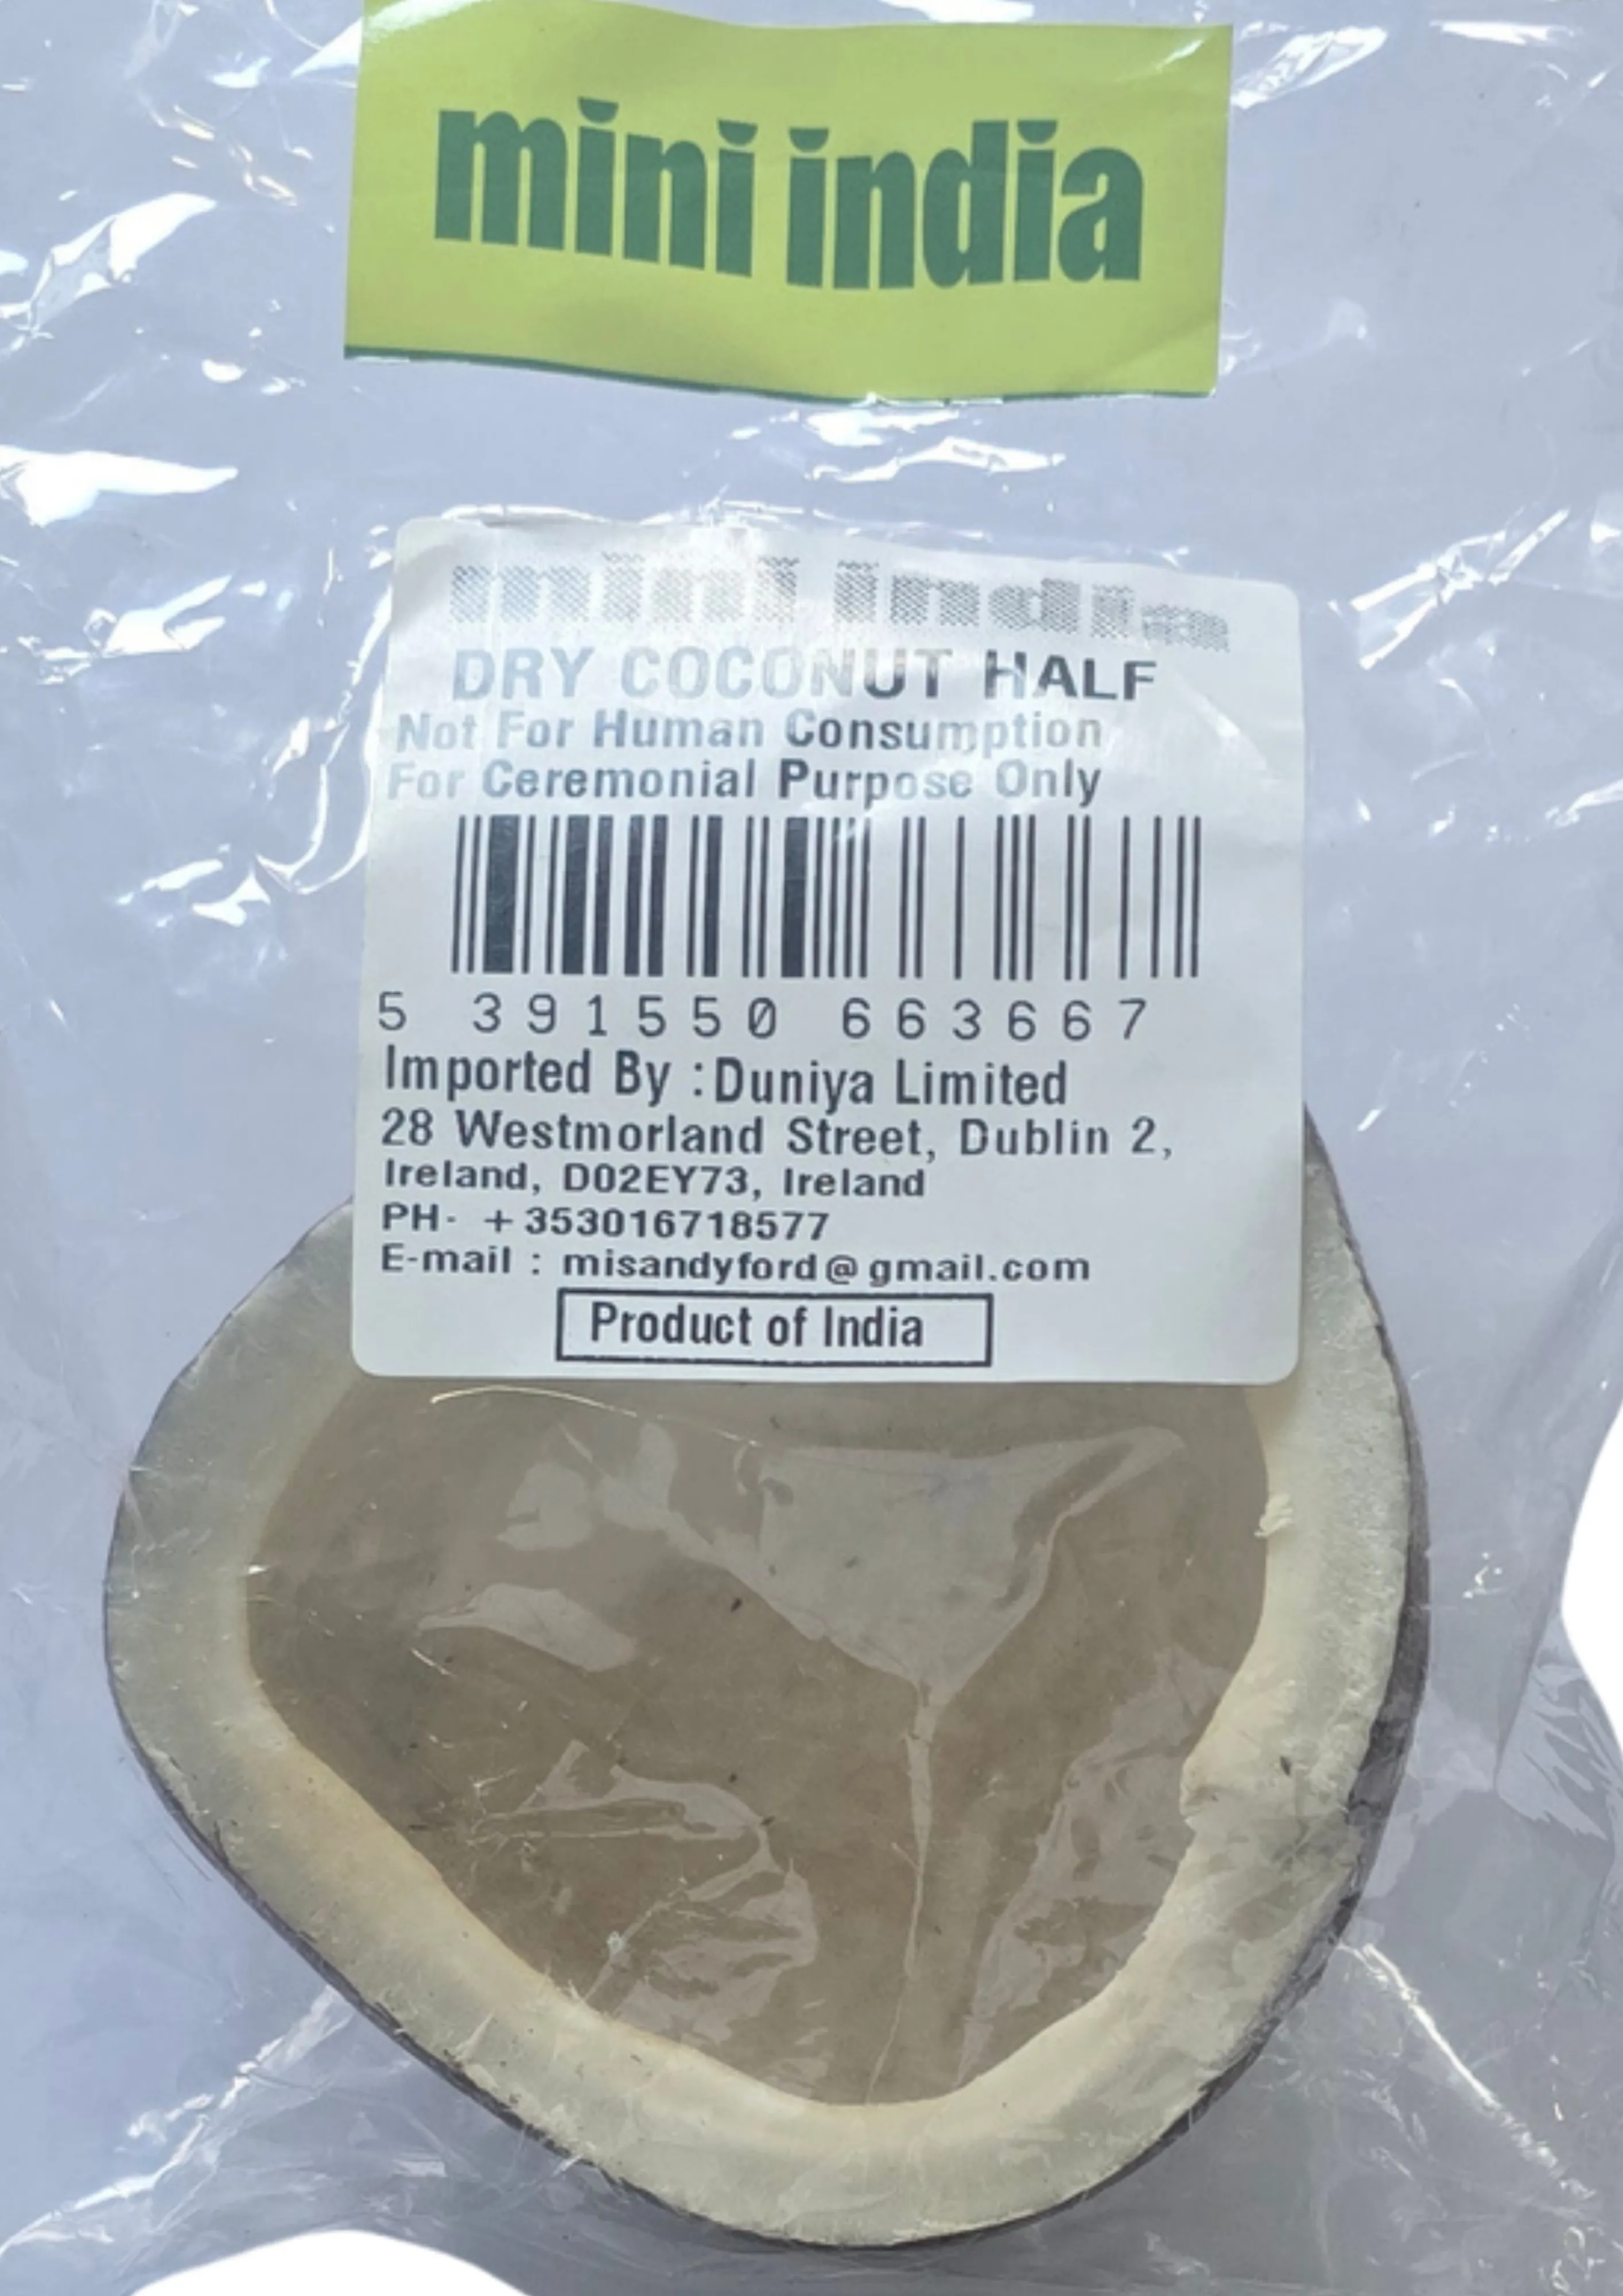 mini india
mini india
DRY COCONUT HALF
Not For Human Consumption
For Ceremonial Purpose Only
5 391550 663667
Imported By : Duniya Limited
28 Westmorland Street, Dublin 2,
Ireland, D02EY73, Ireland
PH- +353016718577
E-mail : misandyford@gmail.com
Product of India